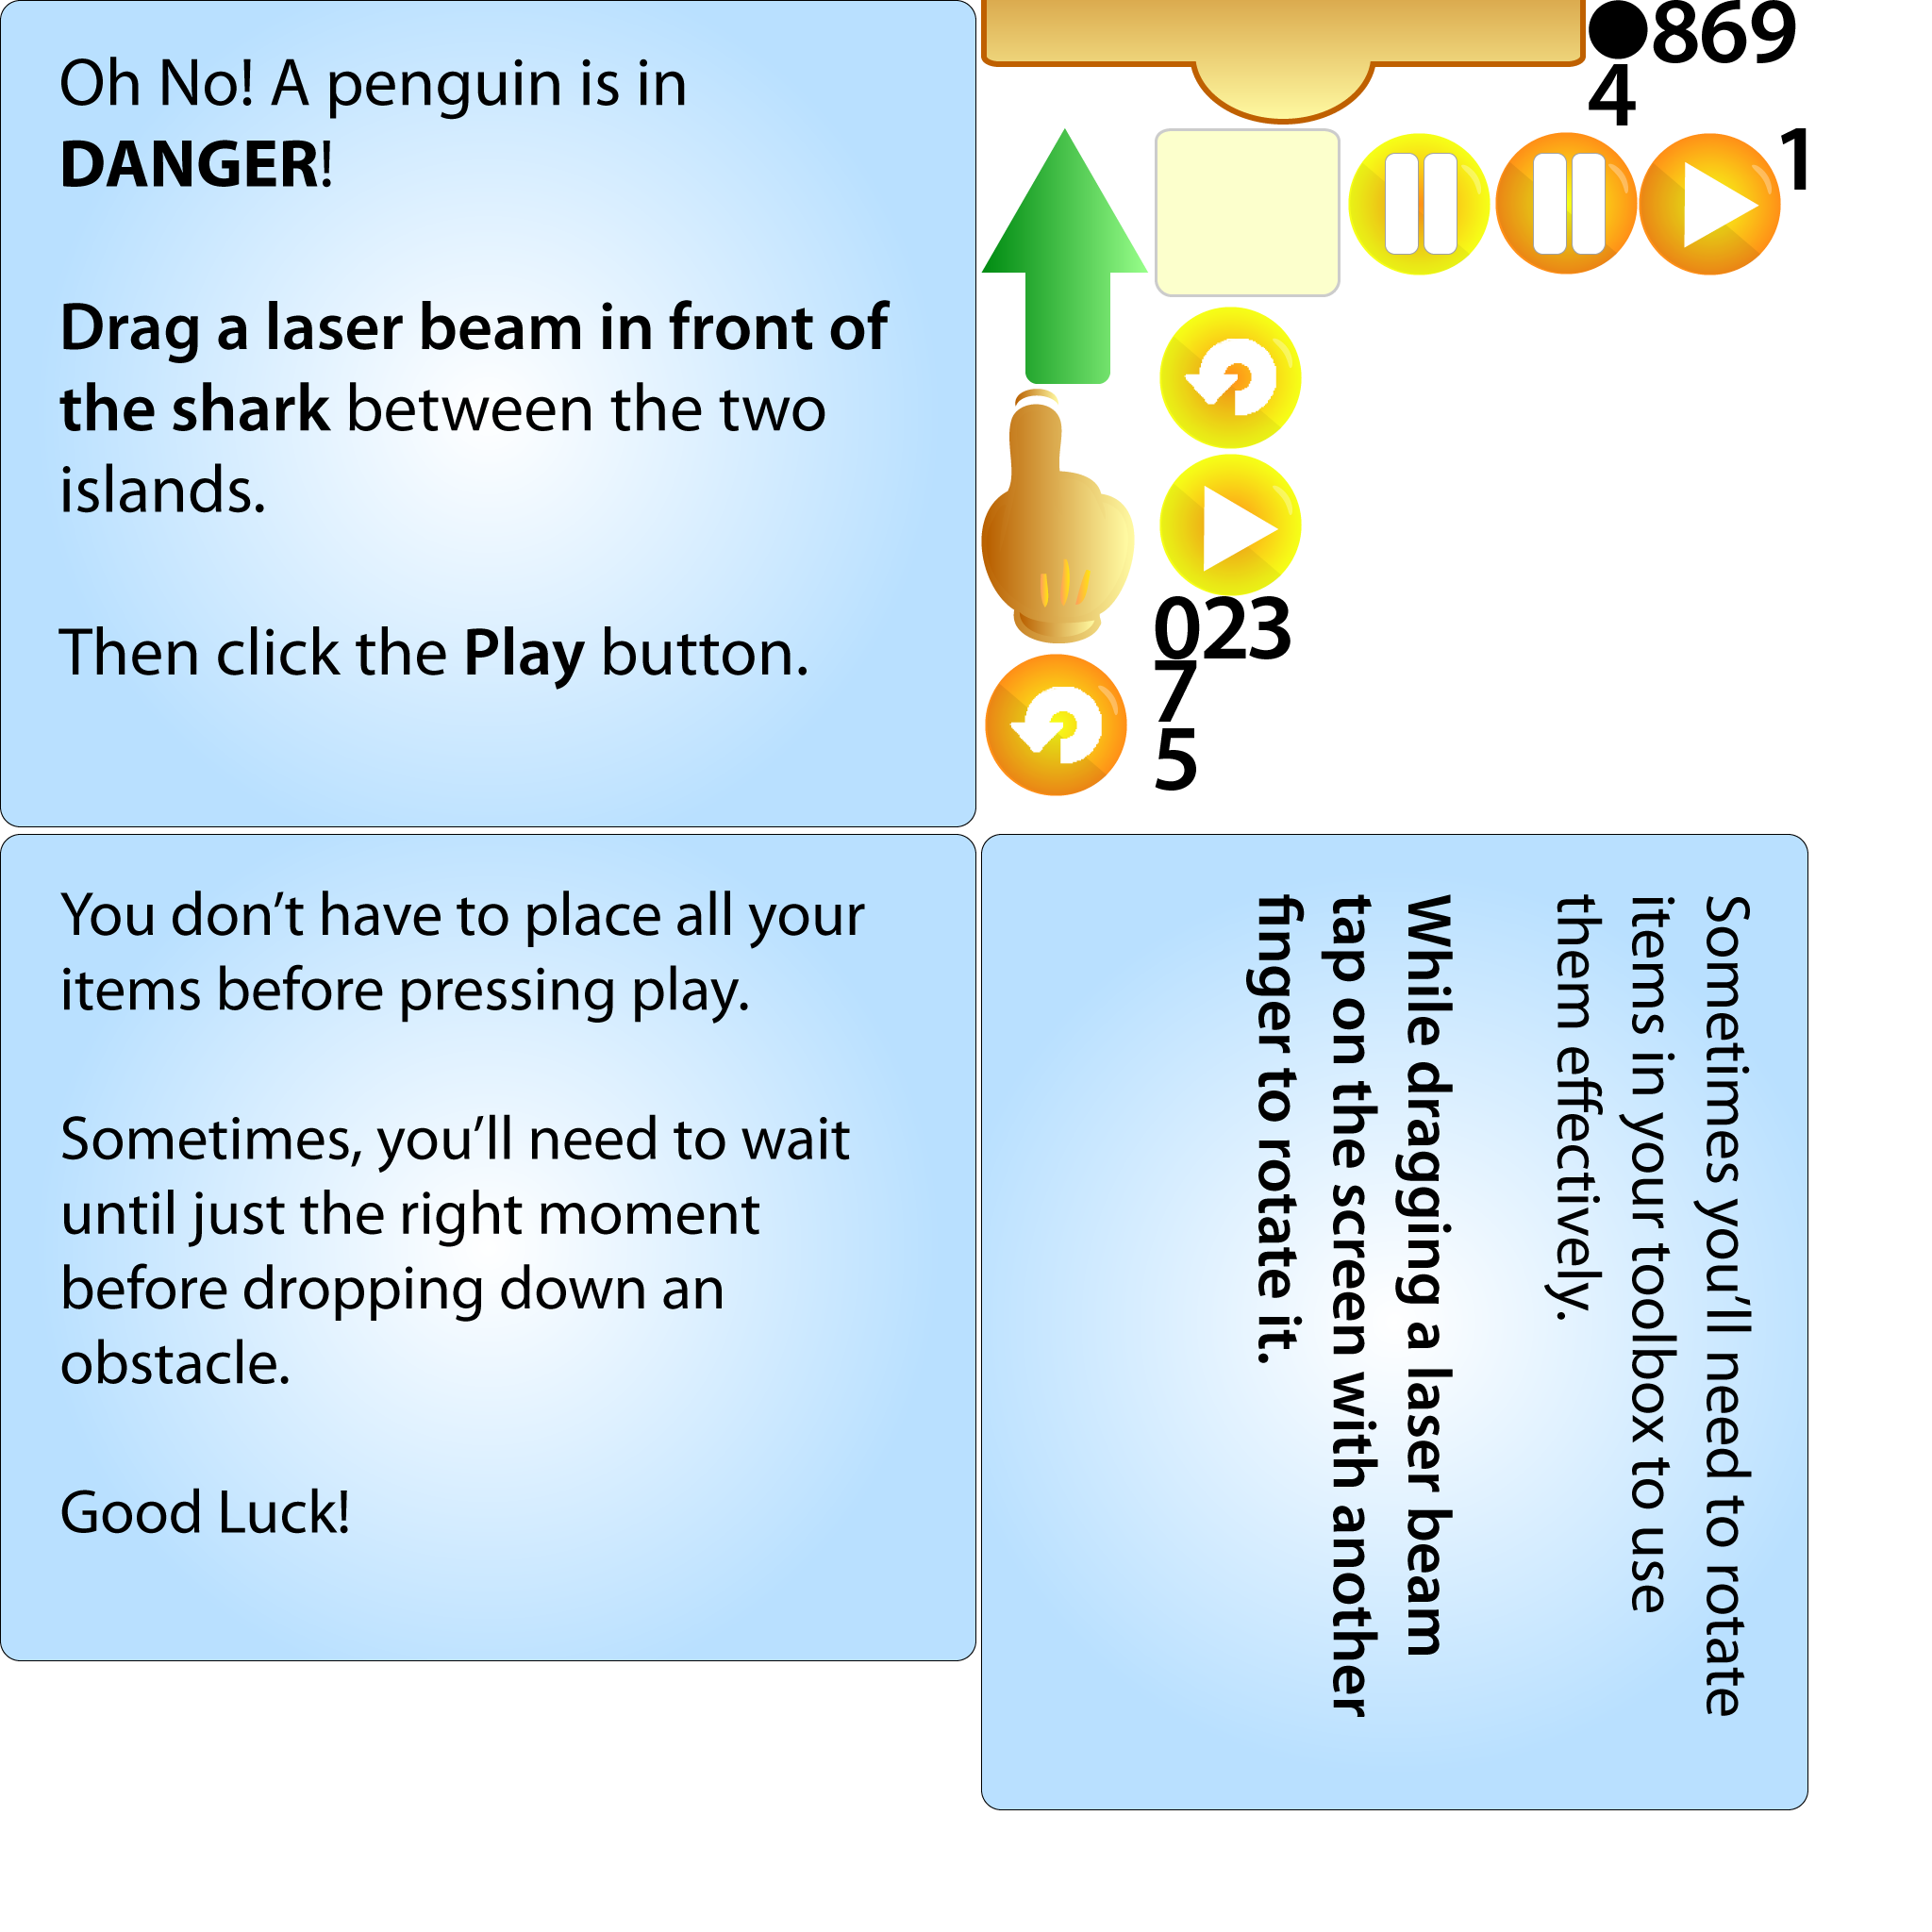 Oh No! A penguin is in
DANGER!
Drag a laser beam in front of
the shark between the two
islands.
Then click the Play button.
869
4
1
023
7
5
You don’t have to place all your
items before pressing play.
Sometimes, you’ll need to wait
until just the right moment
before dropping down an
obstacle.
Good Luck!
Sometimes you’ll need to rotate
items in your toolbox to use
them effectively.
While dragging a laser beam
tap on the screen with another
finger to rotate it.